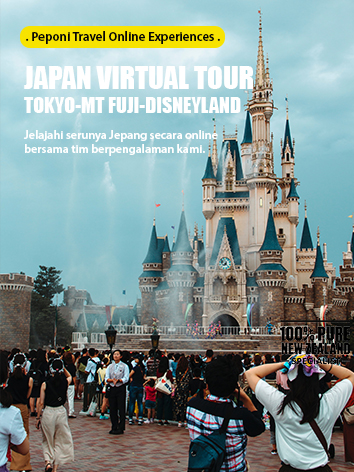 . Peponi Travel Online Experiences .
JAPAN VIRTUAL TOUR
TOKYO-MT FUJI-DISNEYLAND
Jelajahi serunya Jepang secara online
bersama tim berpengalaman kami.
100% PURE
NEW ZEALAND
SPECIALIST